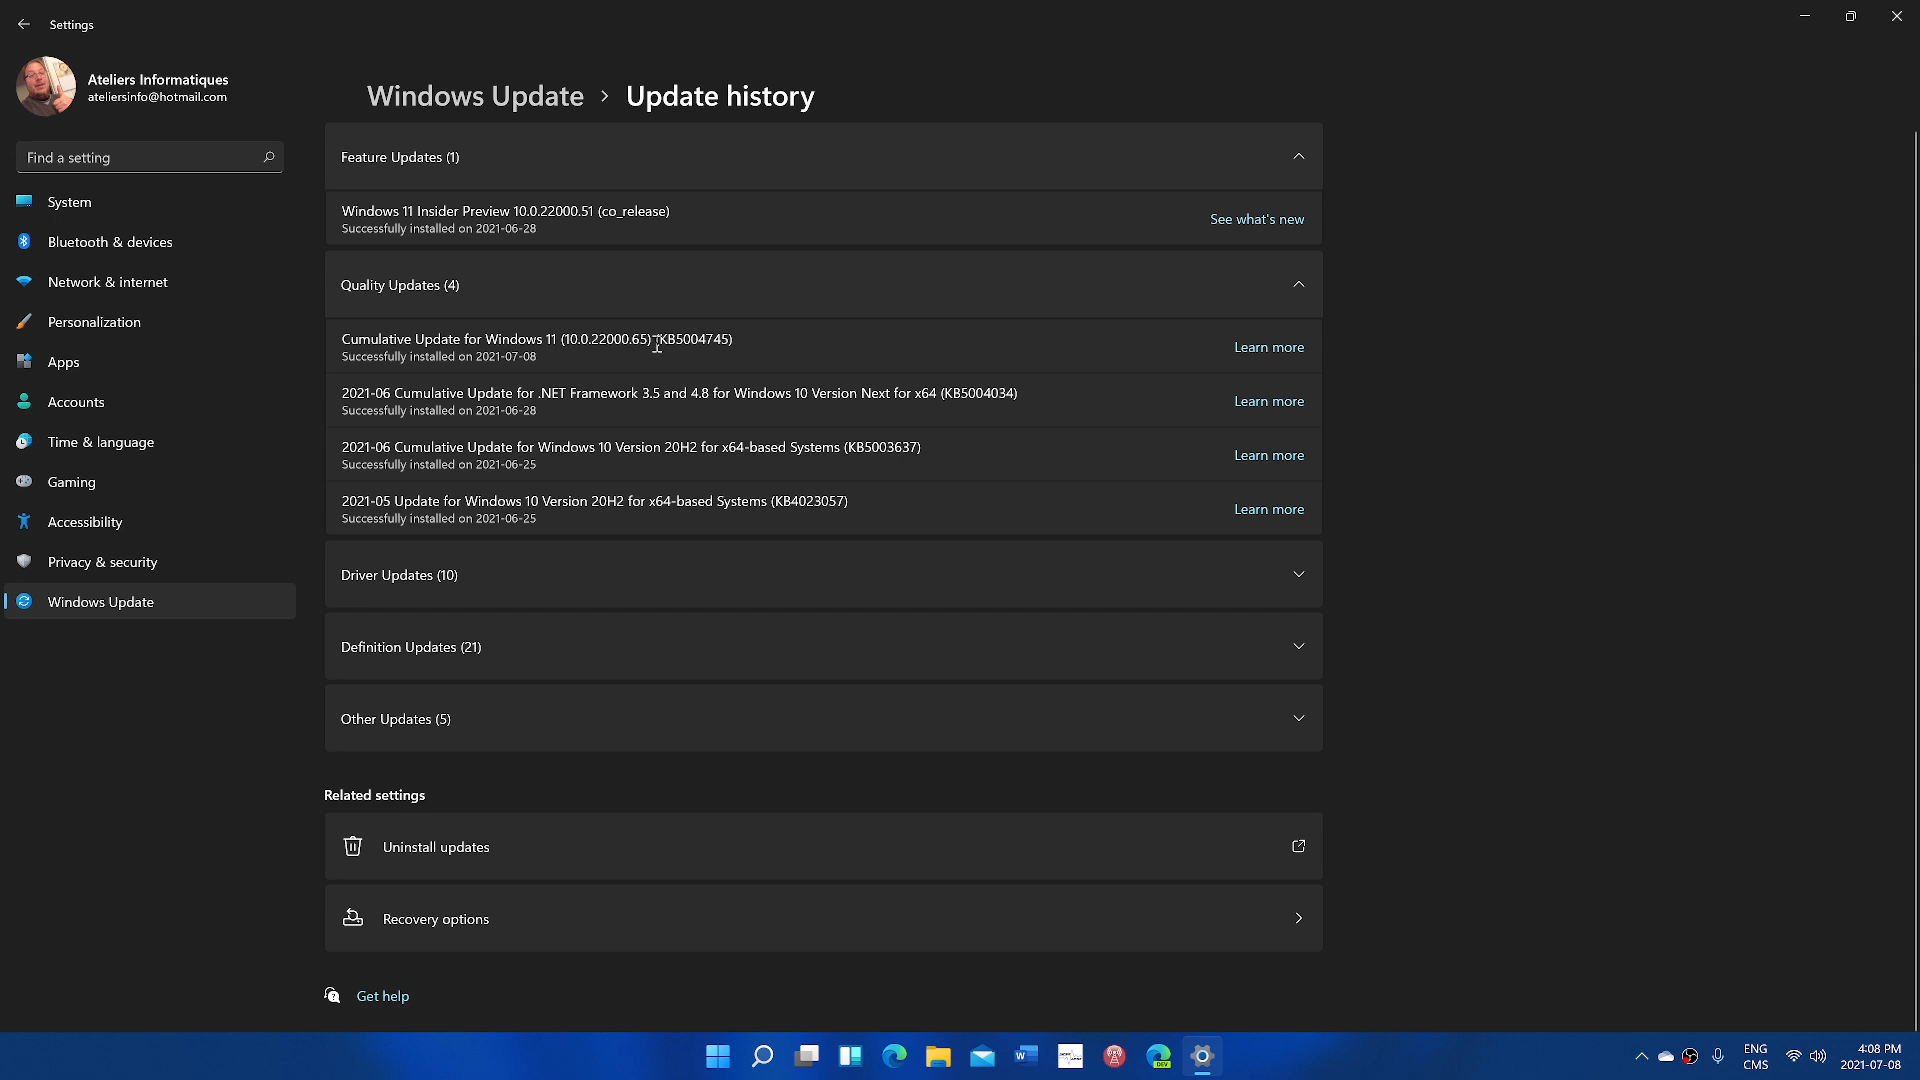 Settings
Ateliers Informatiques
ateliersinfo@hotmail.com
Find a setting
System
Bluetooth & devices
Network & internet
Personalization
Apps
Accounts
Time & language
Gaming
Accessibility
Privacy & security
Windows Update
Windows Update > Update history
Feature Updates (1)
Windows 11 Insider Preview 10.0.22000.51 (co_release)
Successfully installed on 2021-06-28
See what's new
Quality Updates (4)
Cumulative Update for Windows 11 (10.0.22000.65) (KB5004745)
Successfully installed on 2021-07-08
Learn more
2021-06 Cumulative Update for .NET Framework 3.5 and 4.8 for Windows 10 Version Next for x64 (KB5004034)
Successfully installed on 2021-06-28
Learn more
2021-06 Cumulative Update for Windows 10 Version 20H2 for x64-based Systems (KB5003637)
Successfully installed on 2021-06-25
Learn more
2021-05 Update for Windows 10 Version 20H2 for x64-based Systems (KB4023057)
Successfully installed on 2021-06-25
Learn more
Driver Updates (10)
Definition Updates (21)
Other Updates (5)
Related settings
Uninstall updates
Recovery options
Get help
DEV
ENG
CMS
4:08 PM
2021-07-08